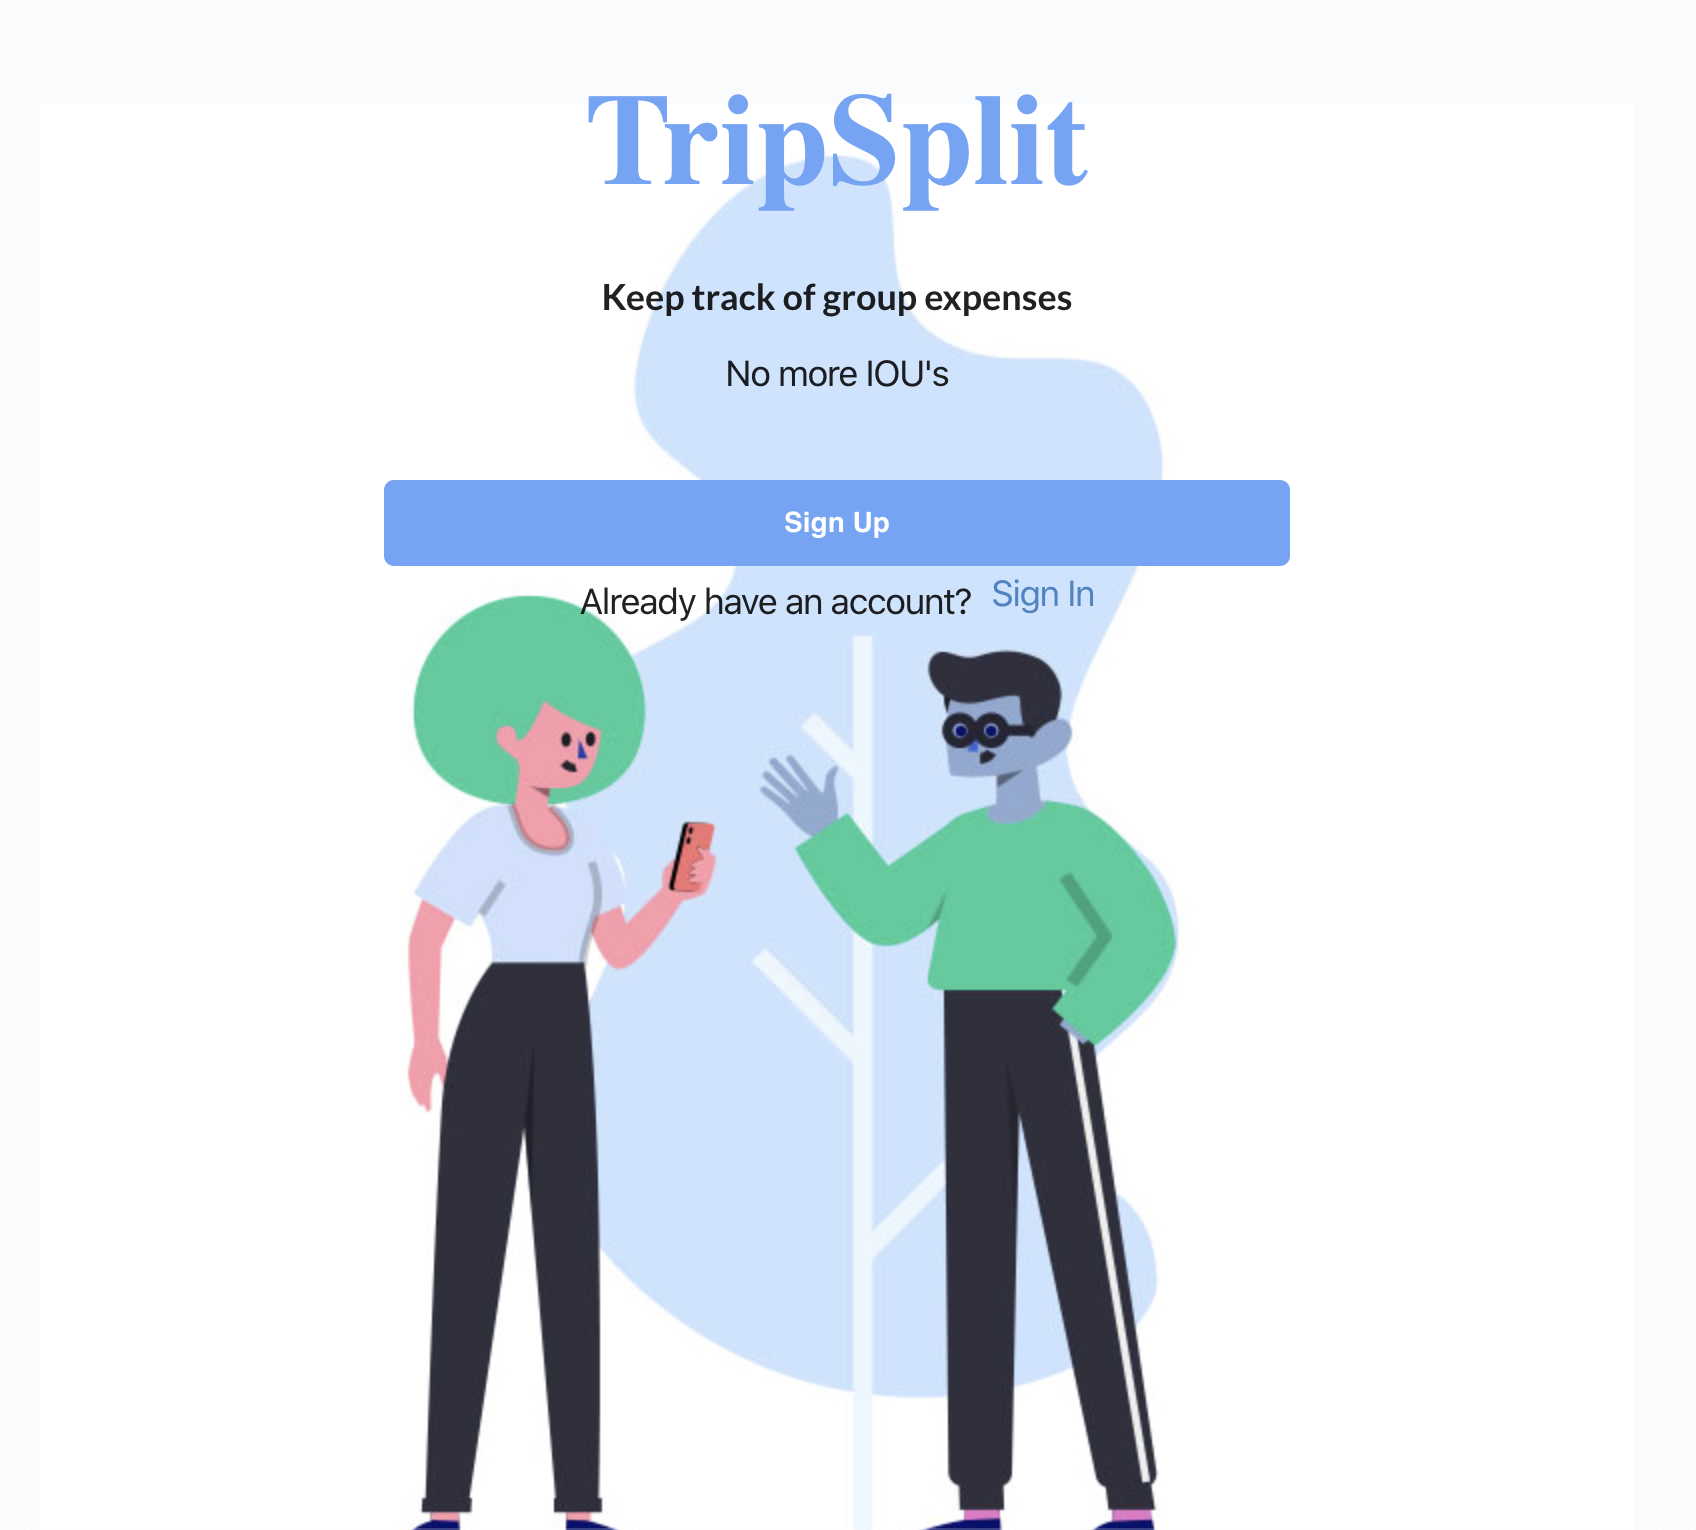 TripSplit
Keep track of group expenses
No more IOU's
Sign Up
Already have an account? Sign In